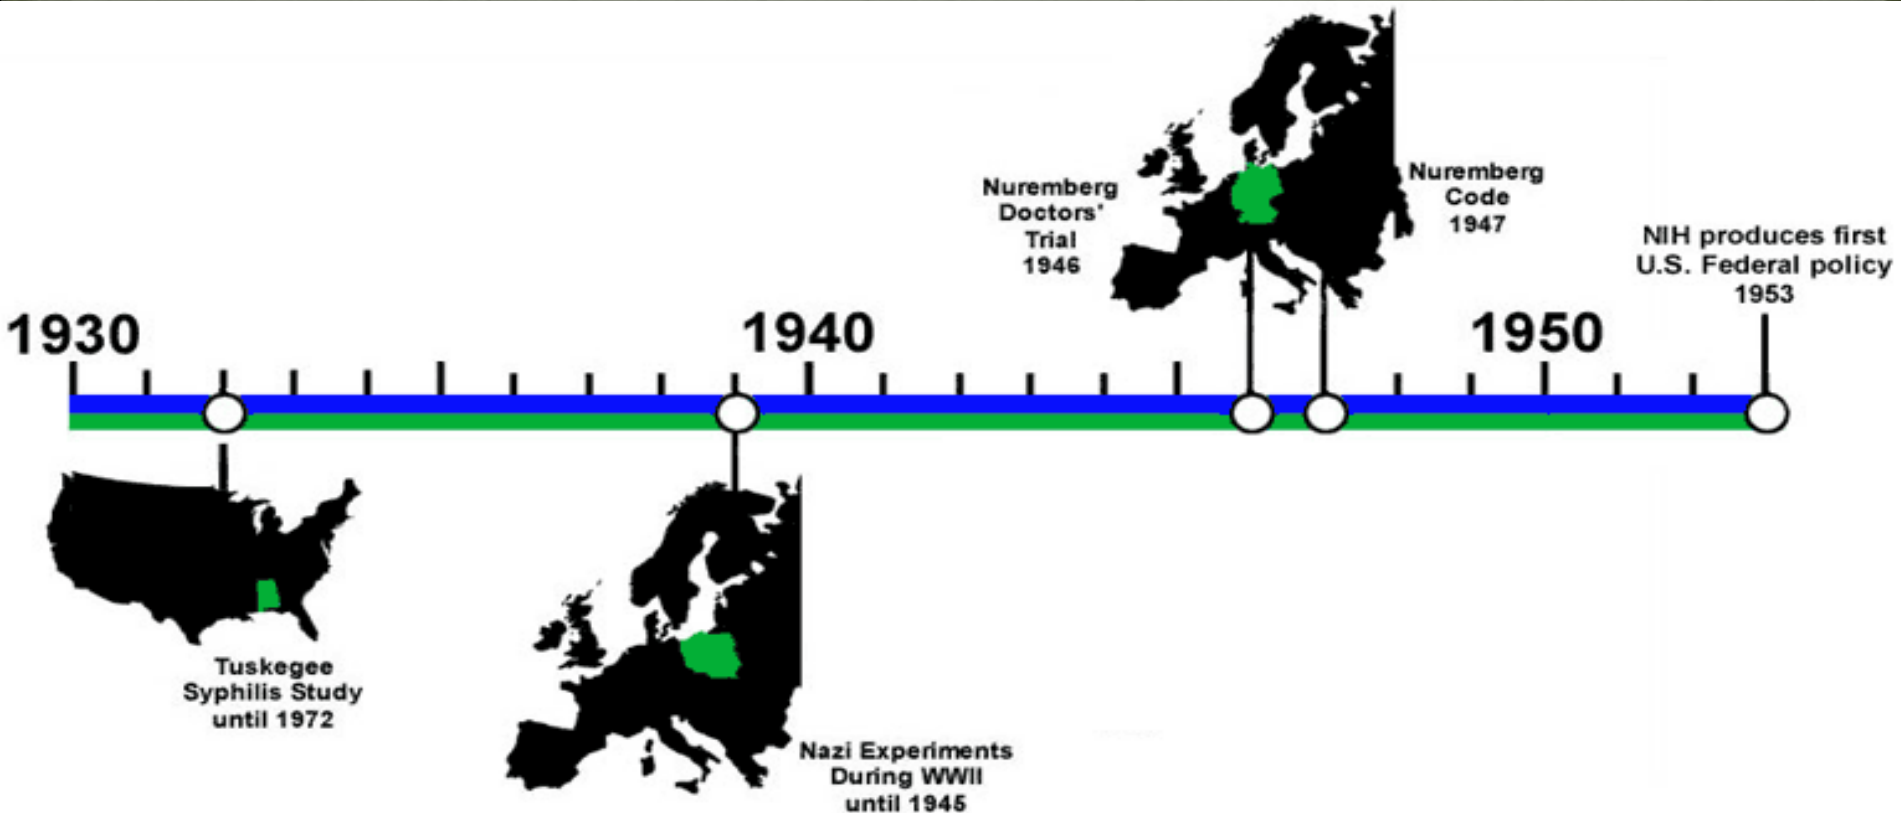 Nuremberg
Doctors'
Trial
1946
Nuremberg
Code
1947
NIH produces first
U.S. Federal policy
1953
1930
1940
1950
Tuskegee
Syphilis Study
until 1972
Nazi Experiments
During WWII
until 1945